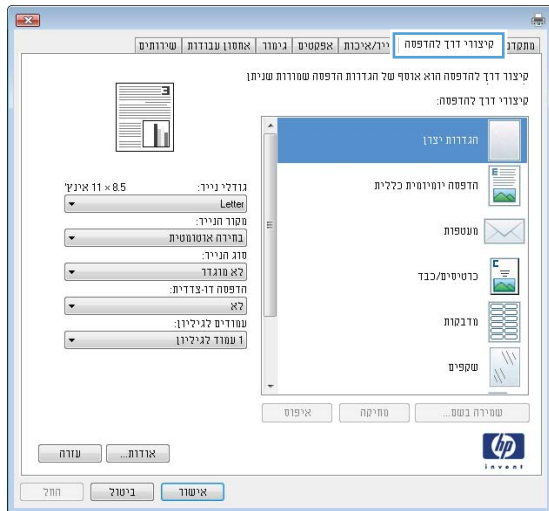 מתקדם קיצורי דרך להדפסה נייר/איכות אפקטים גימור אחסון עבודות שירותים
קיצור דרך להדפסה הוא אוסף של הגדרות הדפסה שמורות שניתן
קיצורי דרך להדפסה:
הגדרות יצרן
הדפסה יומיומית כללית
מעטפות
כרטיסים/כבד
מדבקות
שקפים
גודלי נייר: 8.5 × 11 אינץ'
Letter
מקור הנייר:
בחירה אוטומטית
סוג הנייר:
לא מוגדר
הדפסה דו-צדדית:
לא
עמודים לגיליון:
1 עמוד לגיליון
שמירה בשם... מחיקה איפוס
hp
invent
אודות... עזרה
אישור ביטול החל